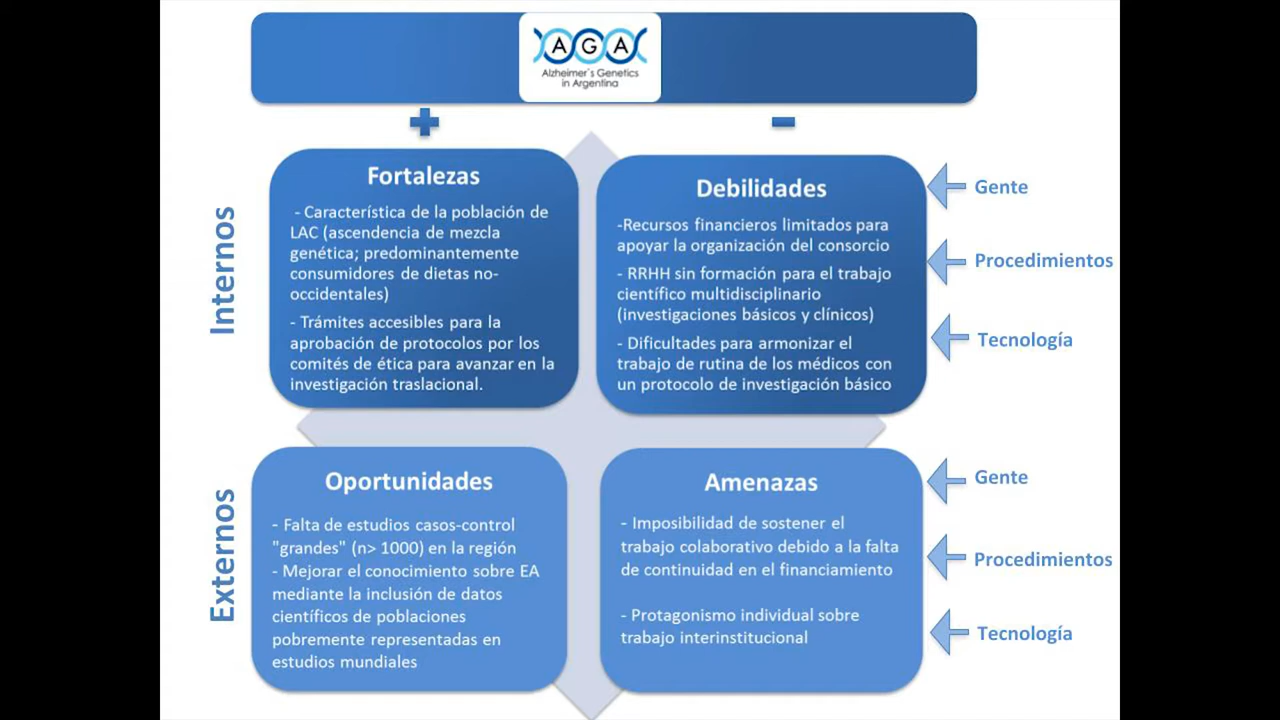 AGA
Alzheimer´s Genetics
in Argentina
+
-
Internos
Fortalezas
- Característica de la población de
LAC (ascendencia de mezcla
genética; predominantemente
consumidores de dietas no-
occidentales)
- Trámites accesibles para la
aprobación de protocolos por los
comités de ética para avanzar en la
investigación traslacional.
Debilidades
-Recursos financieros limitados para
apoyar la organización del consorcio
- RRHH sin formación para el trabajo
científico multidisciplinario
(investigaciones básicos y clínicos)
- Dificultades para armonizar el
trabajo de rutina de los médicos con
un protocolo de investigación básico
Gente
Procedimientos
Tecnología
Externos
Oportunidades
- Falta de estudios casos-control
"grandes" (n> 1000) en la región
- Mejorar el conocimiento sobre EA
mediante la inclusión de datos
científicos de poblaciones
pobremente representadas en
estudios mundiales
Amenazas
- Imposibilidad de sostener el
trabajo colaborativo debido a la falta
de continuidad en el financiamiento
- Protagonismo individual sobre
trabajo interinstitucional
Gente
Procedimientos
Tecnología